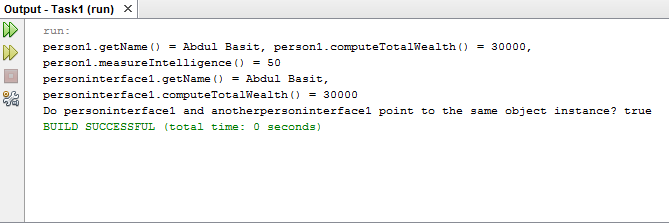 Output - Task1 (run) ×
run:
person1.getName() = Abdul Basit, person1.computeTotalWealth() = 30000,
person1.measureIntelligence() = 50
personinterface1.getName() = Abdul Basit,
personinterface1.computeTotalWealth() = 30000
Do personinterface1 and anotherpersoninterface1 point to the same object instance? true
BUILD SUCCESSFUL (total time: 0 seconds)